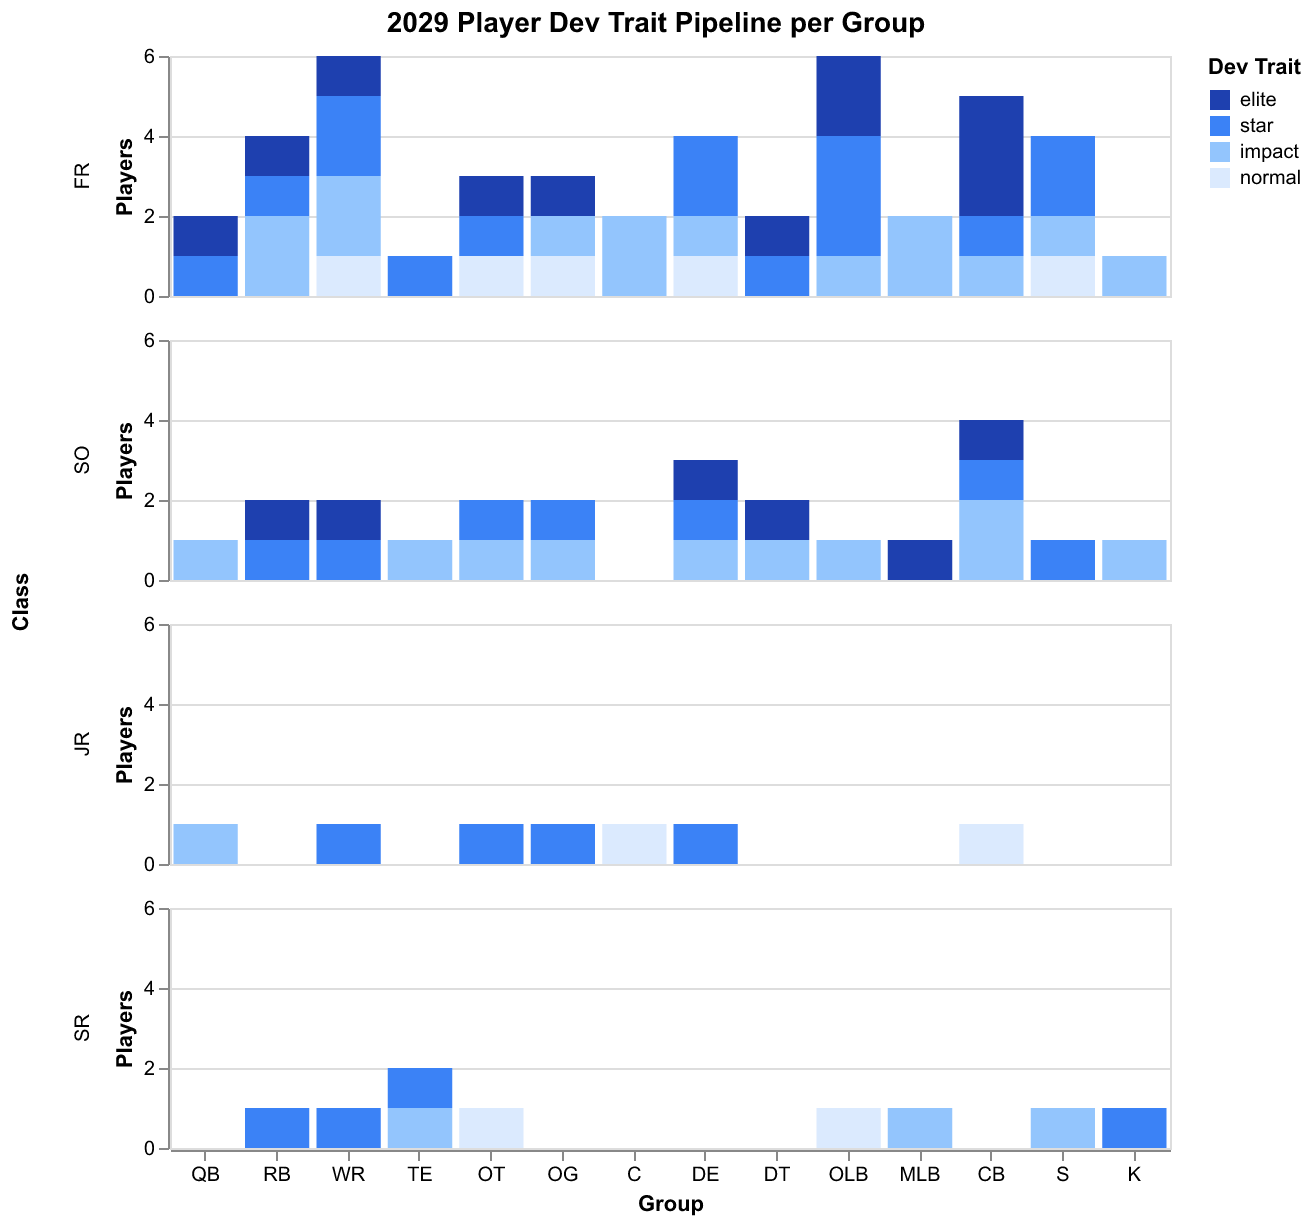 2029 Player Dev Trait Pipeline per Group
Dev Trait
elite
star
impact
normal
Class
FR
Players
6
4
2
0
SO
Players
6
4
2
0
JR
Players
6
4
2
0
SR
Players
6
4
2
0
QB RB WR TE OT OG C DE DT OLB MLB CB S K
Group